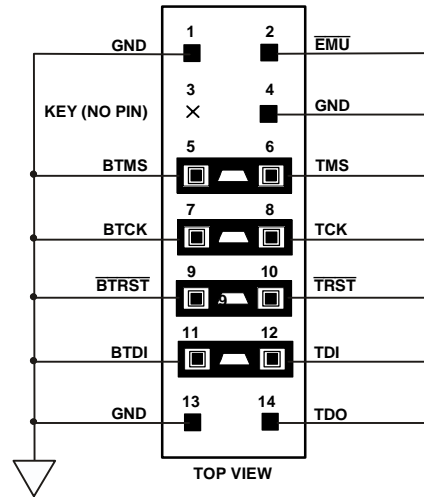 1 2
GND EMU
3 4
KEY (NO PIN) GND
5 6
BTMS TMS
7 8
BTCK TCK
9 10
BTRST TRST
9
11 12
BTDI TDI
13 14
GND TDO
TOP VIEW